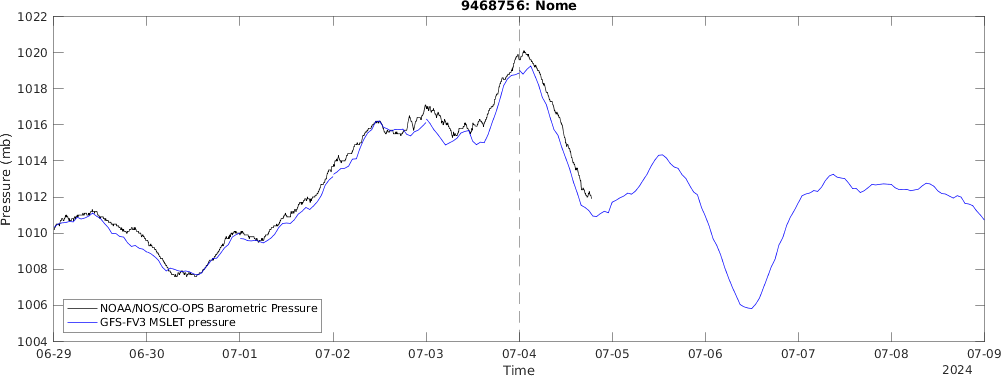 9468756: Nome
Pressure (mb)
1022
1020
1018
1016
1014
1012
1010
1008
1006
1004
NOAA/NOS/CO-OPS Barometric Pressure
GFS-FV3 MSLET pressure
06-29 06-30 07-01 07-02 07-03 07-04 07-05 07-06 07-07 07-08 07-09
Time
2024